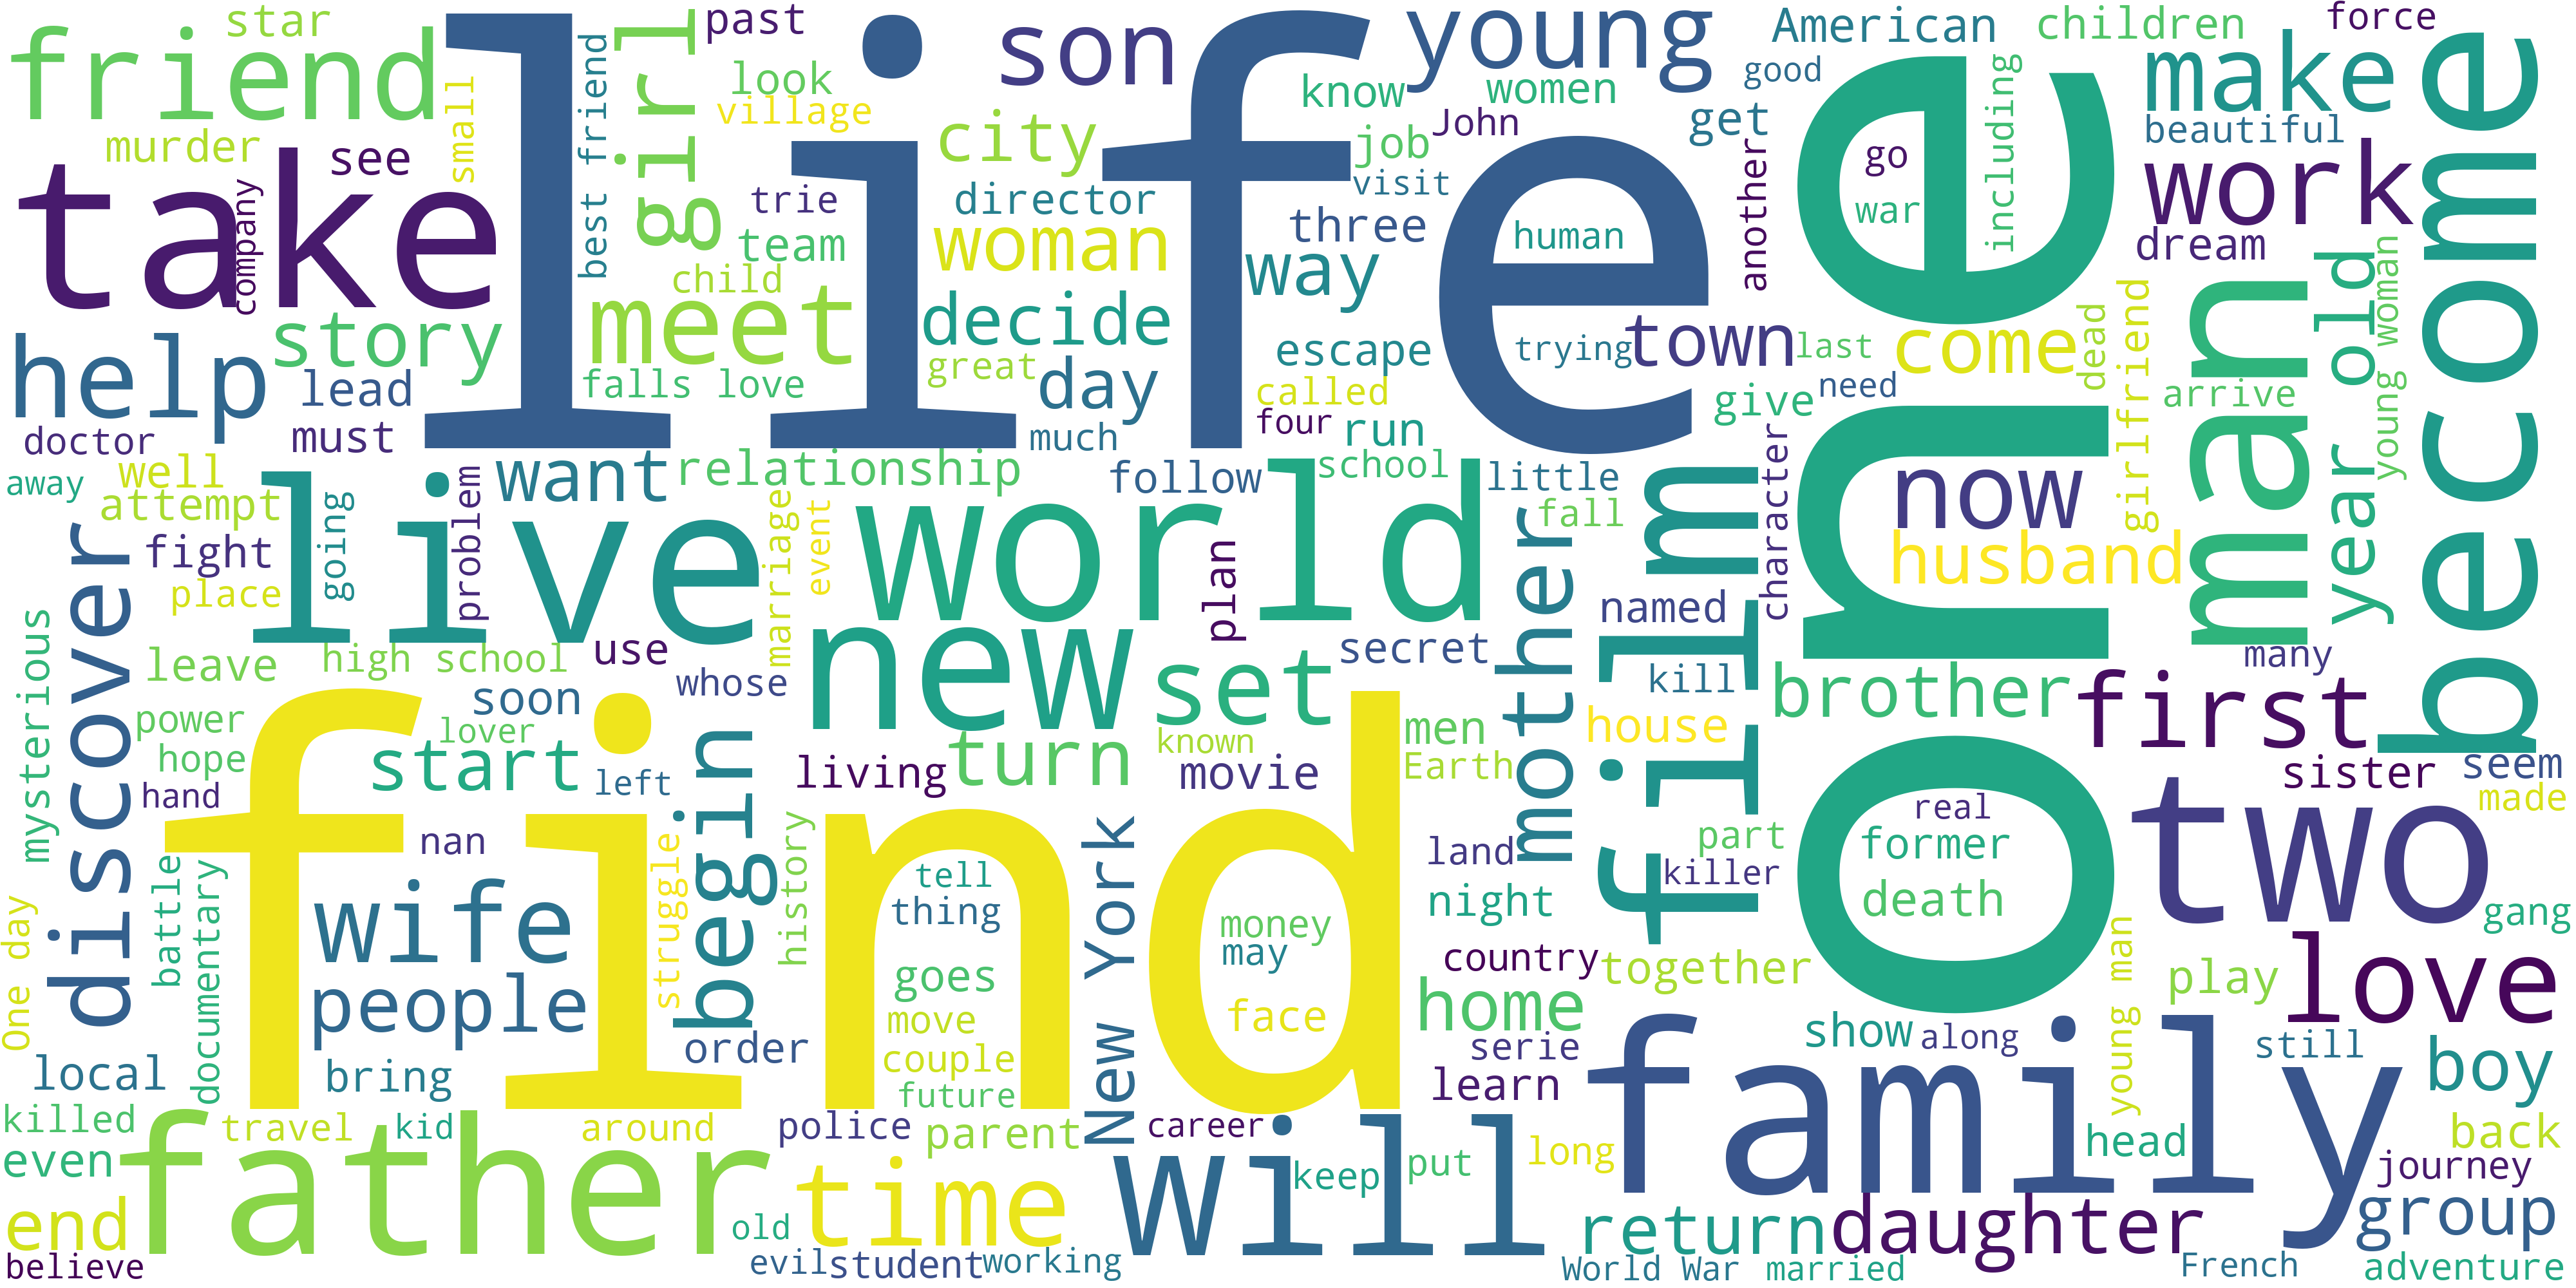 star
friend
murder
see
take
small
company
best friend
girl
past
look
village
life
son
city
young
know
women
job
John
visit
American
good
get
another
children
force
including
make
beautiful
work
dream
become
go
war
one
director
woman
trie
team
child
meet
three
way
human
decide
great
day
falls love
story
help
lead
must
doctor
escape
called
four
run
much
trying
town
last
need
give
come
dead
girlfriend
man
arrive
year old
young woman
away
well
attempt
fight
place
going
live
problem
want
relationship
marriage
event
world
follow
school
little
fall
plan
mother
film
named
character
now
husband
many
discover
mysterious
leave
high school
use
whose
new
set
secret
kill
house
brother
first
power
hope
hand
soon
lover
start
left
begin
living
turn
known
movie
men
Earth
sister
seem
made
two
find
nan
struggle
history
tell
thing
goes
move
couple
future
New York
money
may
face
land
night
country
home
serie
learn
part
killer
together
real
former
death
gang
love
play
One day
battle
documentary
wife
people
local
bring
order
show
along
young man
still
boy
family
killed
even
end
believe
travel
kid
around
father
old
police
parent
time
evil
student
working
career
will
keep
put
long
return
World War
married
daughter
head
back
journey
group
French
adventure